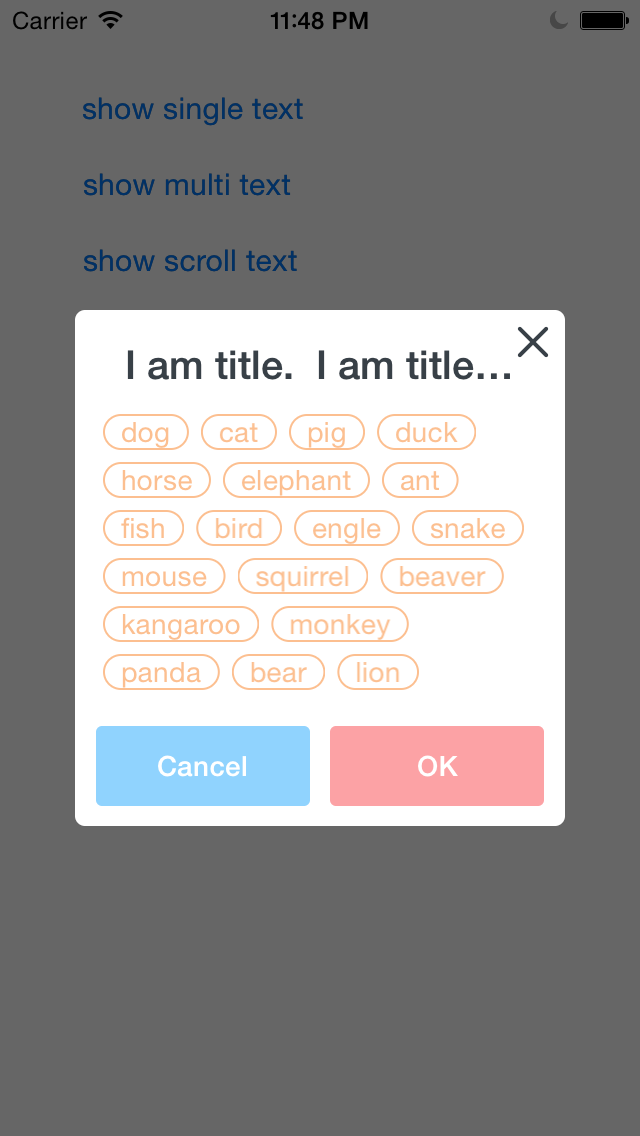 Carrier 11:48 PM
show single text
show multi text
show scroll text
I am title.  I am title...
dog cat pig duck
horse elephant ant
fish bird engle snake
mouse squirrel beaver
kangaroo monkey
panda bear lion
Cancel OK